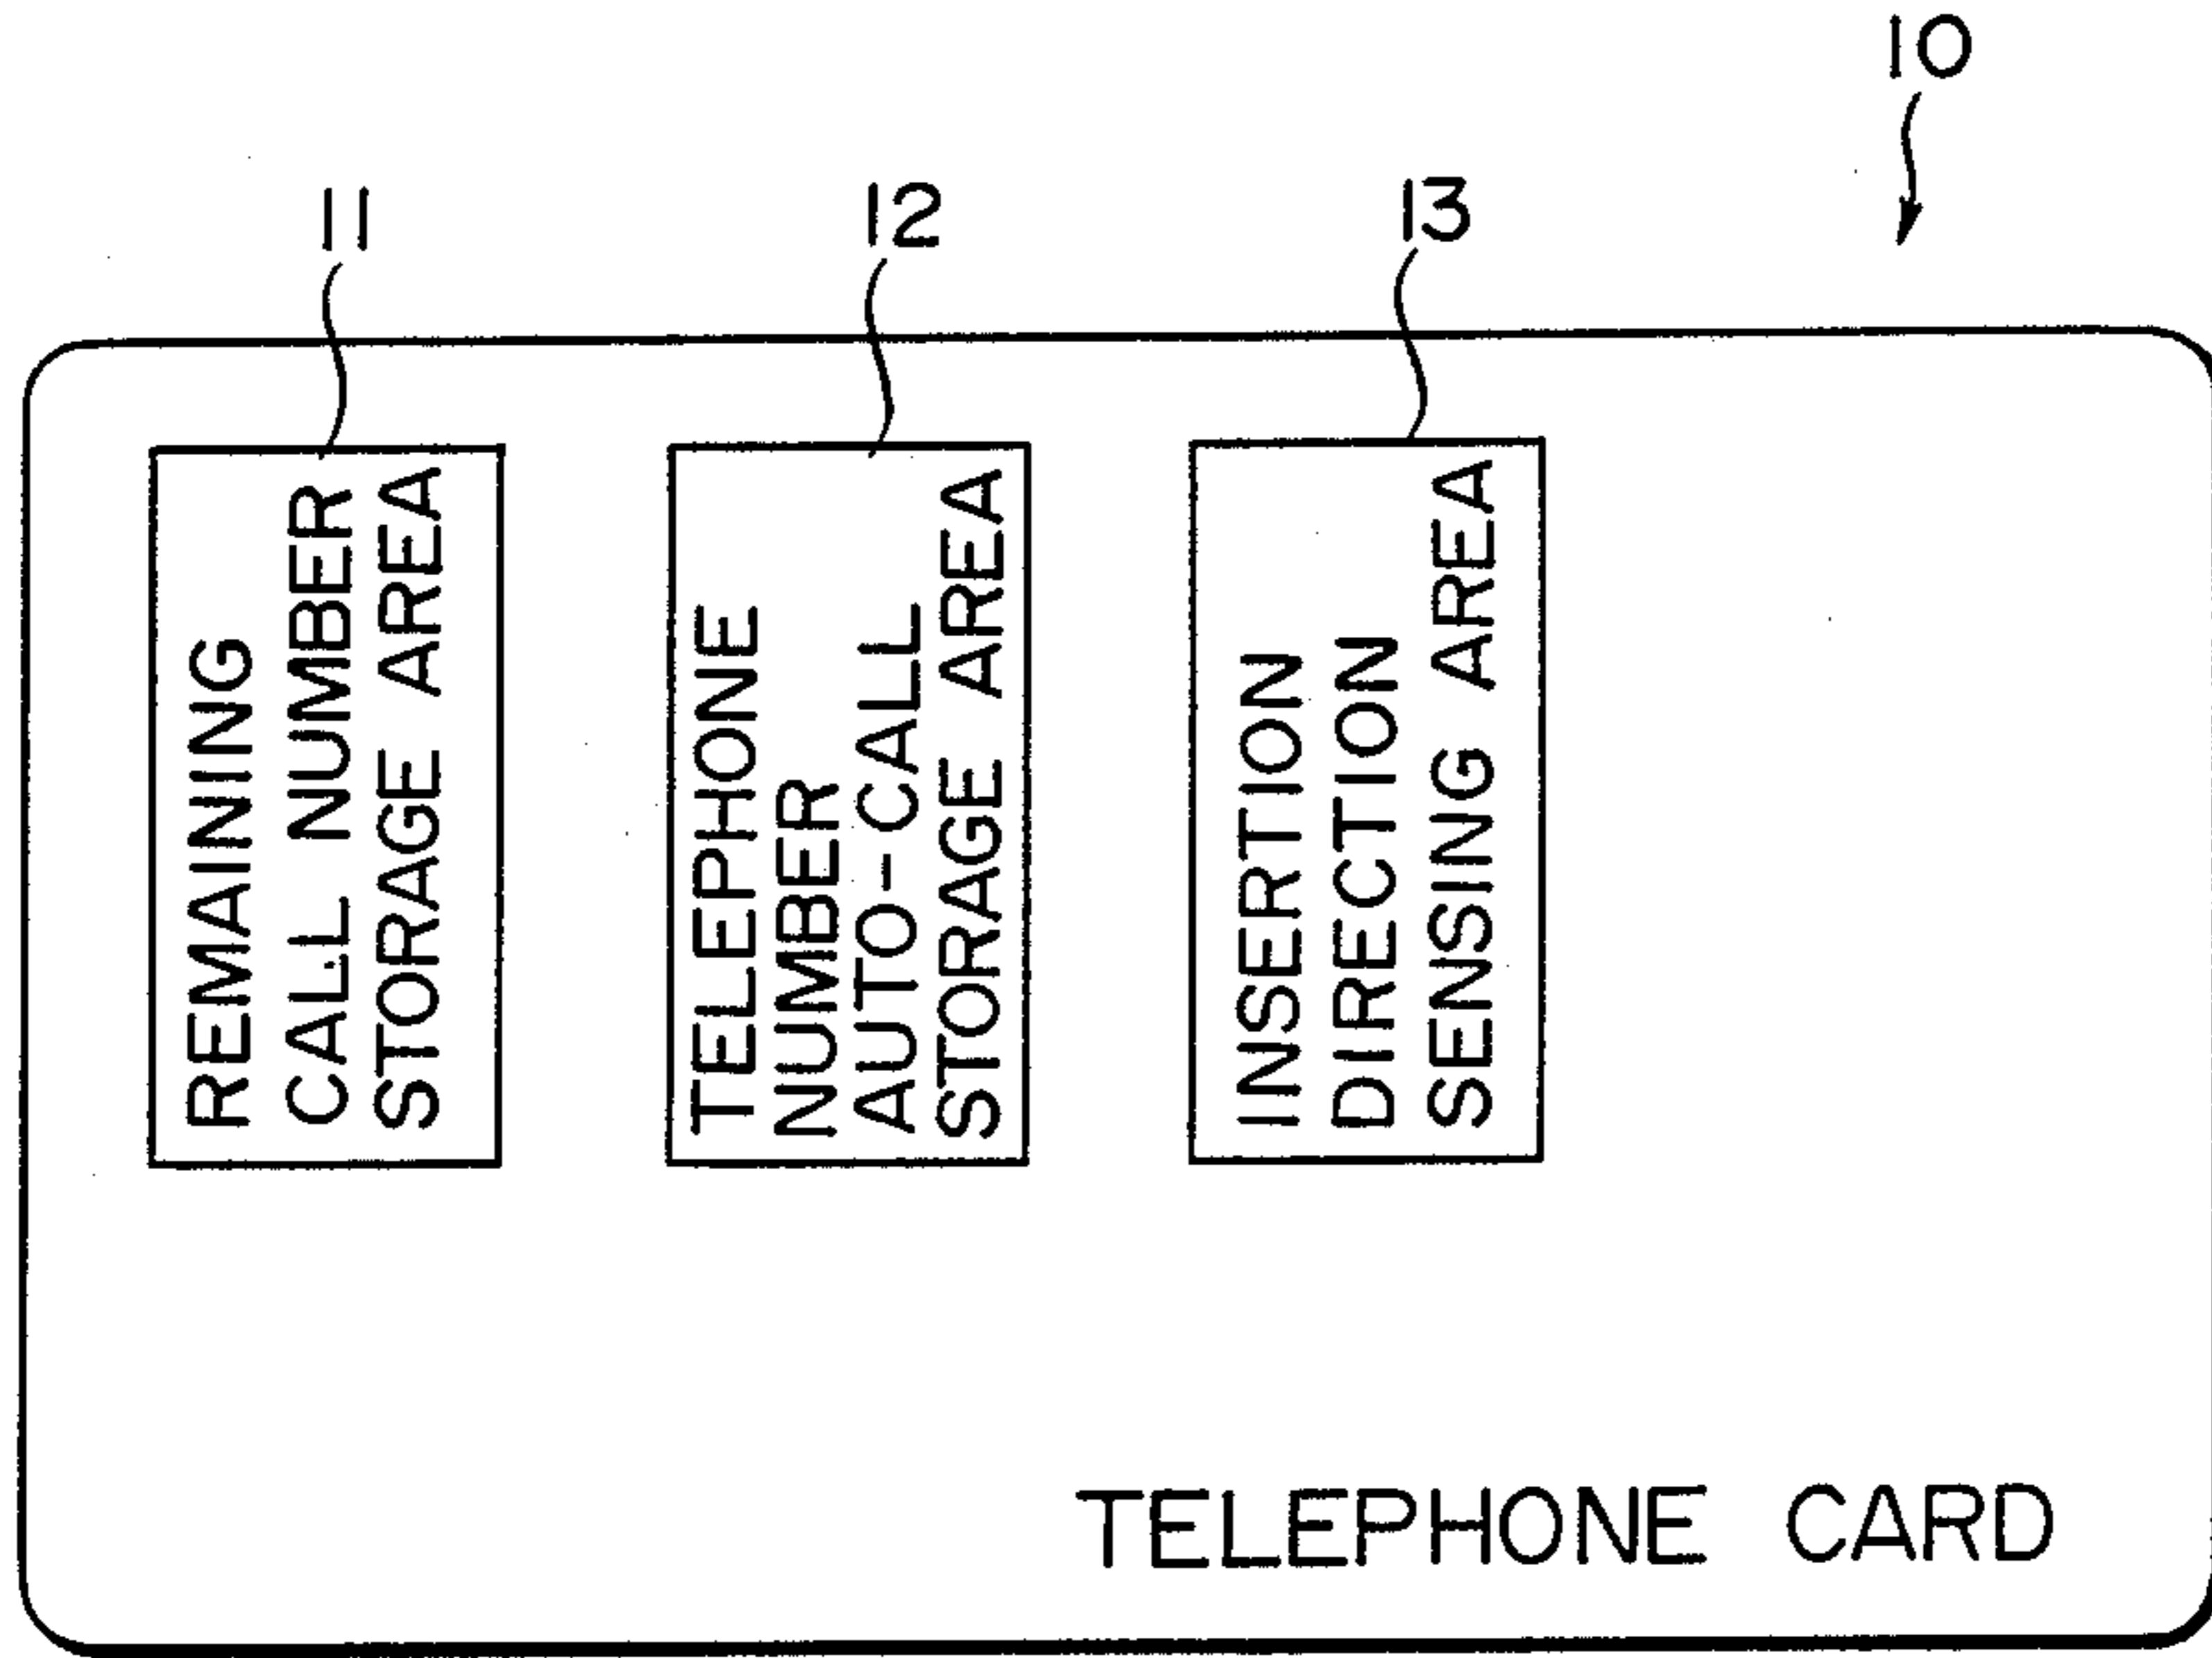 10
11
12
13
REMAINING
CALL NUMBER
STORAGE AREA
TELEPHONE
NUMBER
AUTO-CALL
STORAGE AREA
INSERTION
DIRECTION
SENSING AREA
TELEPHONE CARD